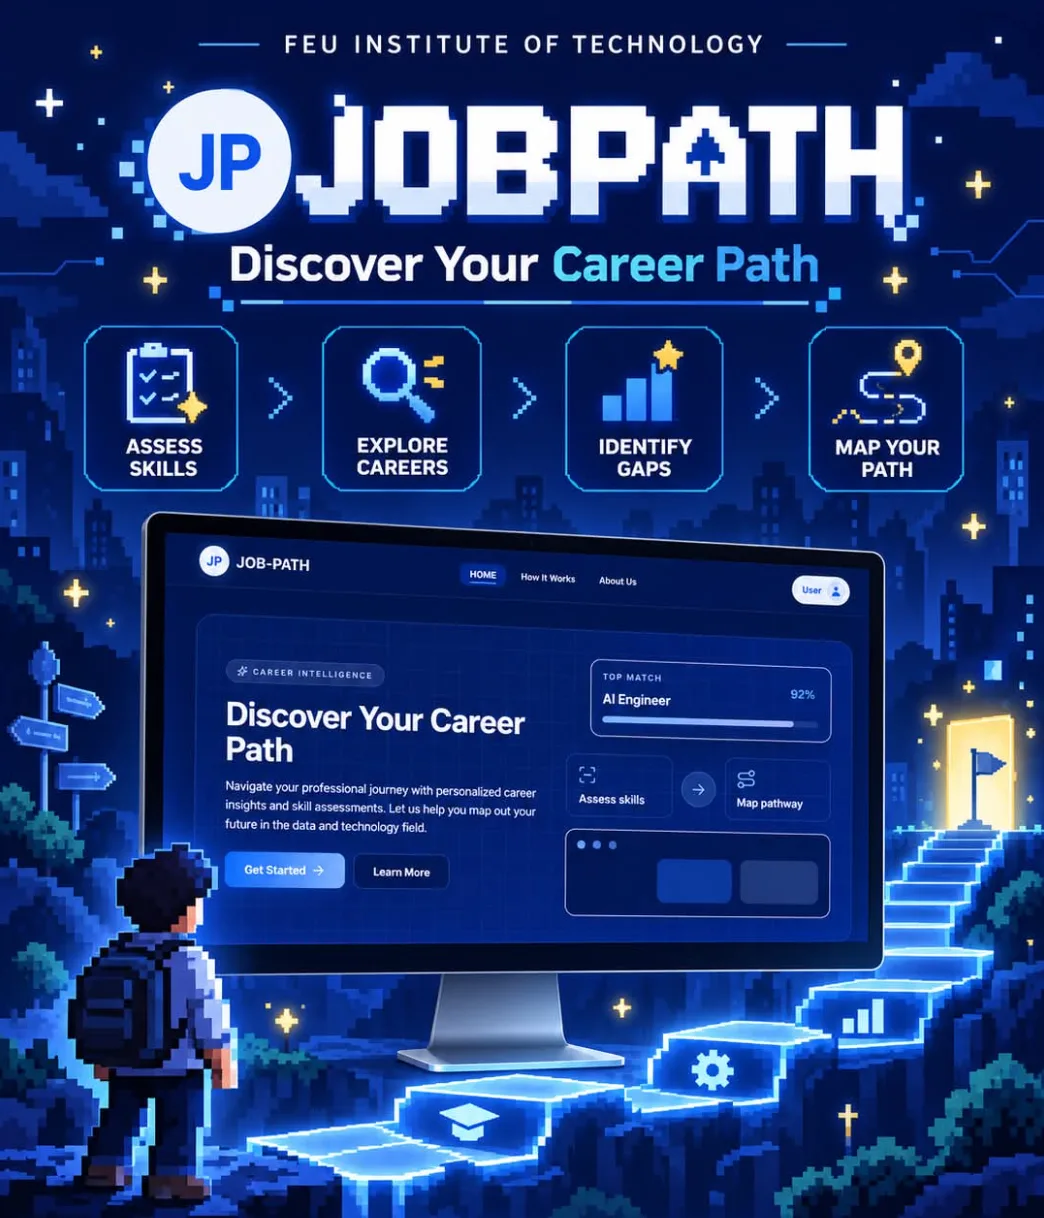 FEU INSTITUTE OF TECHNOLOGY
JP
JOBPATH
Discover Your Career Path
ASSESS
SKILLS
EXPLORE
CAREERS
IDENTIFY
GAPS
MAP YOUR
PATH
JP JOB-PATH
HOME
How It Works
About Us
User
CAREER INTELLIGENCE
Discover Your Career
Path
Navigate your professional journey with personalized career
insights and skill assessments. Let us help you map out your
future in the data and technology field.
Get Started →
Learn More
TOP MATCH
AI Engineer
92%
Assess skills
→
Map pathway